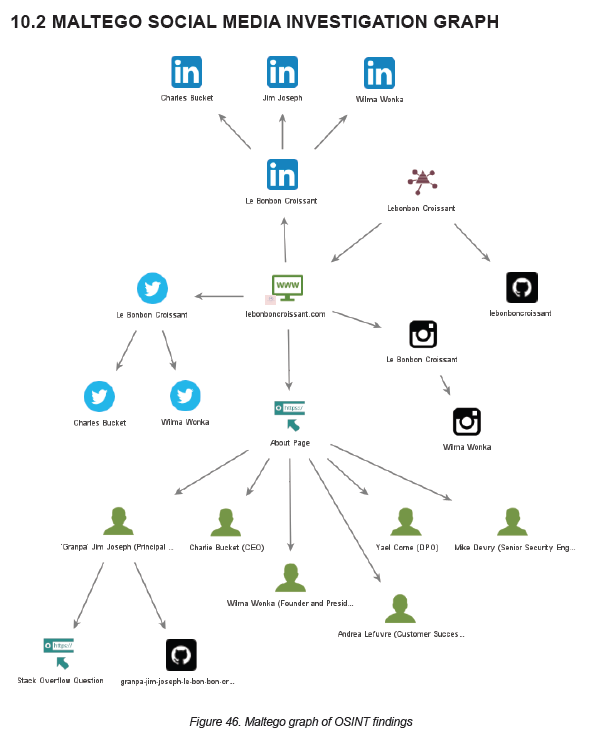 10.2 MALTEGO SOCIAL MEDIA INVESTIGATION GRAPH
Charles Bucket
Jim Joseph
Wilma Wonka
Le Bonbon Croissant
Lebonbon Croissant
www
lebonboncroissant.com
Le Bonbon Croissant
lebonboncroissant
Le Bonbon Croissant
Charles Bucket
Wilma Wonka
https://
About Page
Wilma Wonka
'Granpa' Jim Joseph (Principal ...
Charlie Bucket (CEO)
Yael Corne (DPO)
Mike Devry (Senior Security Eng...
Wilma Wonka (Founder and Presid...
Andrea Lefuvre (Customer Succes...
https://
Stack Overflow Question
granpa-jim-joseph-le-bon-bon-cr...
Figure 46. Maltego graph of OSINT findings